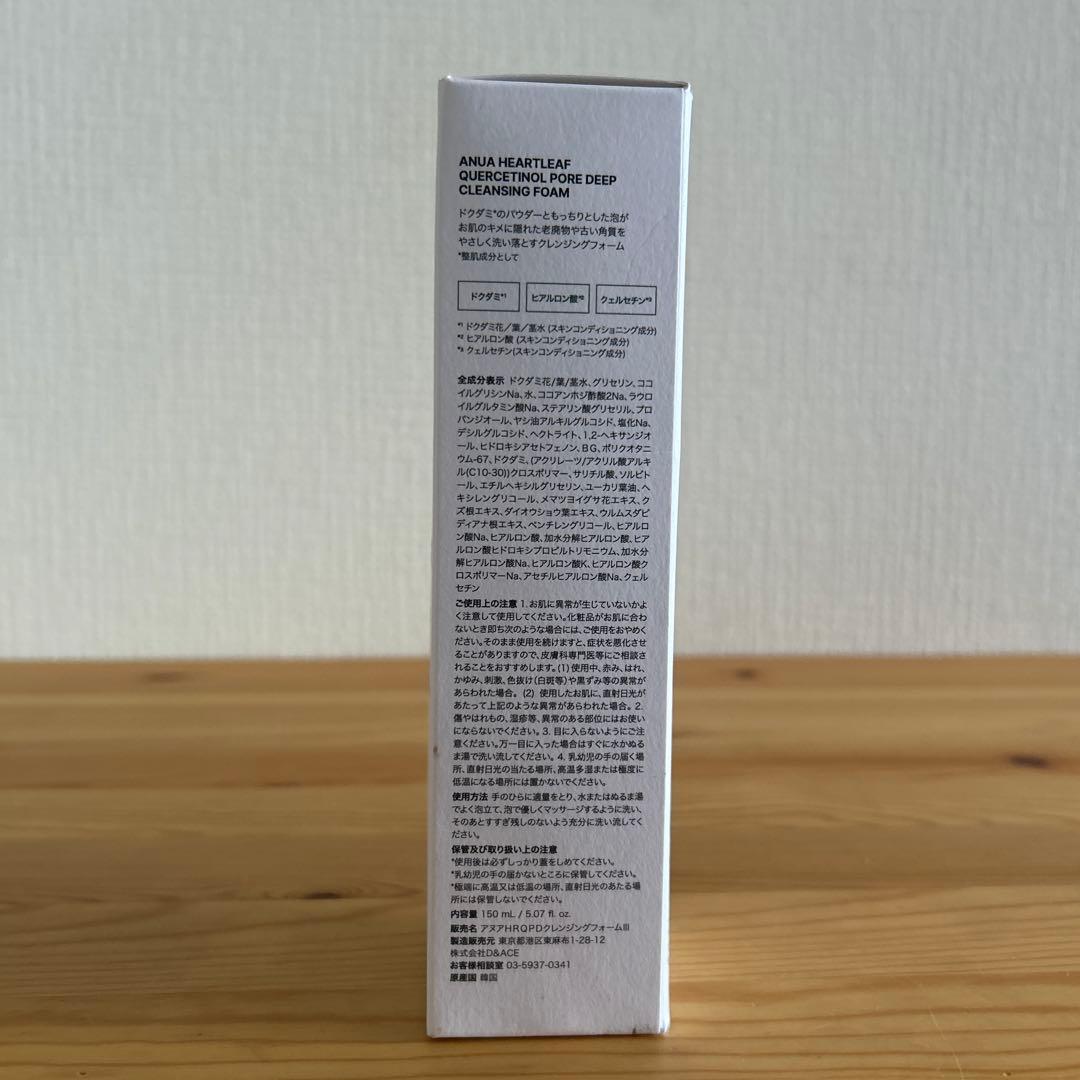 ANUA HEARTLEAF
QUERCETINOL PORE DEEP
CLEANSING FOAM
ドクダミ*のパウダーともっちりとした泡が
お肌のキメに隠れた老廃物や古い角質を
やさしく洗い落とすクレンジングフォーム
*整肌成分として
ドクダミ*1 ヒアルロン酸*2 クェルセチン*3
*1 ドクダミ花/葉/茎水 (スキンコンディショニング成分)
*2 ヒアルロン酸 (スキンコンディショニング成分)
*3 クェルセチン(スキンコンディショニング成分)
全成分表示 ドクダミ花/葉/茎水、グリセリン、ココ
イルグリシンNa、水、ココアンホジ酢酸2Na、ラウロ
イルグルタミン酸Na、ステアリン酸グリセリル、プロ
パンジオール、ヤシ油アルキルグルコシド、塩化Na、
デシルグルコシド、ヘクトライト、1,2-ヘキサンジオ
ール、ヒドロキシアセトフェノン、BG、ポリクオタニ
ウム-67、ドクダミ、(アクリレーツ/アクリル酸アルキ
ル(C10-30))クロスポリマー、サリチル酸、ソルビト
ール、エチルヘキシルグリセリン、ユーカリ葉油、ヘ
キシレングリコール、メマツヨイグサ花エキス、ク
ズ根エキス、ダイオウショウ葉エキス、ウルムスダビ
ディアナ根エキス、ペンチレングリコール、ヒアルロ
ン酸Na、ヒアルロン酸、加水分解ヒアルロン酸、ヒア
ルロン酸ヒドロキシプロピルトリモニウム、加水分
解ヒアルロン酸Na、ヒアルロン酸K、ヒアルロン酸ク
ロスポリマーNa、アセチルヒアルロン酸Na、クェル
セチン
ご使用上の注意 1. お肌に異常が生じていないかよ
く注意して使用してください。化粧品がお肌に合わ
ないとき即ち次のような場合には、ご使用をおやめく
ださい。そのまま使用を続けますと、症状を悪化させ
ることがありますので、皮膚科専門医等にご相談さ
れることをおすすめします。(1) 使用中、赤み、はれ、
かゆみ、刺激、色抜け(白斑等)や黒ずみ等の異常が
あらわれた場合。(2) 使用したお肌に、直射日光が
あたって上記のような異常があらわれた場合。2.
傷やはれもの、湿疹等、異常のある部位にはお使い
にならないでください。3. 目に入らないようにご注
意ください。万一目に入った場合はすぐに水かぬる
ま湯で洗い流してください。4. 乳幼児の手の届く場
所、直射日光の当たる場所、高温多湿または極度に
低温になる場所には置かないでください。
使用方法 手のひらに適量をとり、水またはぬるま湯
でよく泡立て、泡で優しくマッサージするように洗い、
そのあとすすぎ残しのないよう充分に洗い流してく
ださい。
保管及び取り扱い上の注意
*使用後は必ずしっかり蓋をしめてください。
*乳幼児の手の届かないところに保管してください。
*極端に高温又は低温の場所、直射日光のあたる場
所には保管しないでください。
内容量 150 mL / 5.07 fl. oz.
販売名 アヌアHRQPDクレンジングフォームⅢ
製造販売元 東京都港区東麻布1-28-12
株式会社D&ACE
お客様相談室 03-5937-0341
原産国 韓国